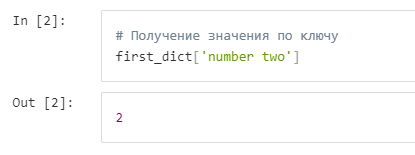 In [2]:
# Получение значения по ключу
first_dict['number two']
Out [2]:
2